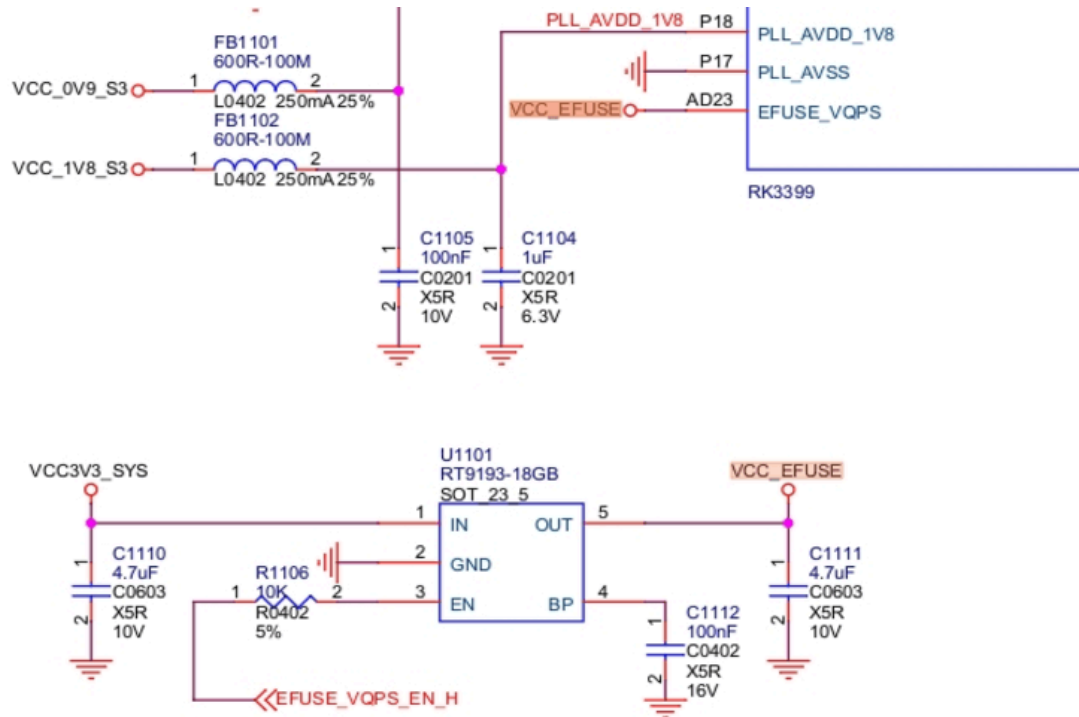 PLL_AVDD_1V8
P18
PLL_AVDD_1V8
FB1101
600R-100M
P17
PLL_AVSS
VCC_0V9_S3
1
2
L0402 250mA 25%
VCC_EFUSE
AD23
EFUSE_VQPS
FB1102
600R-100M
VCC_1V8_S3
1
2
L0402 250mA 25%
RK3399
1
C1105
100nF
C0201
X5R
10V
2
1
C1104
1uF
C0201
X5R
6.3V
2
VCC3V3_SYS
U1101
RT9193-18GB
SOT_23_5
VCC_EFUSE
1
IN
OUT
5
2
GND
3
EN
BP
4
1
C1110
4.7uF
C0603
X5R
10V
2
R1106
1
10K
2
R0402
5%
1
C1112
100nF
C0402
X5R
16V
2
1
C1111
4.7uF
C0603
X5R
10V
2
EFUSE_VQPS_EN_H